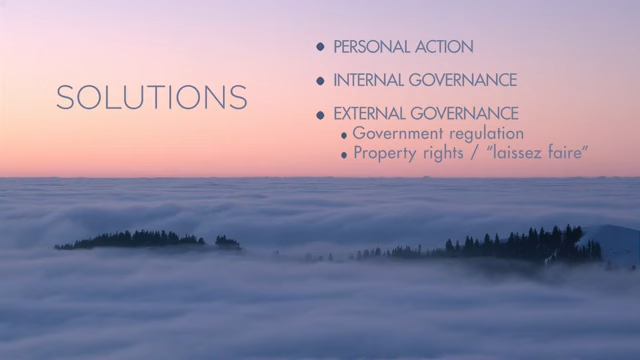 SOLUTIONS
• PERSONAL ACTION
• INTERNAL GOVERNANCE
• EXTERNAL GOVERNANCE
• Government regulation
• Property rights / "laissez faire"